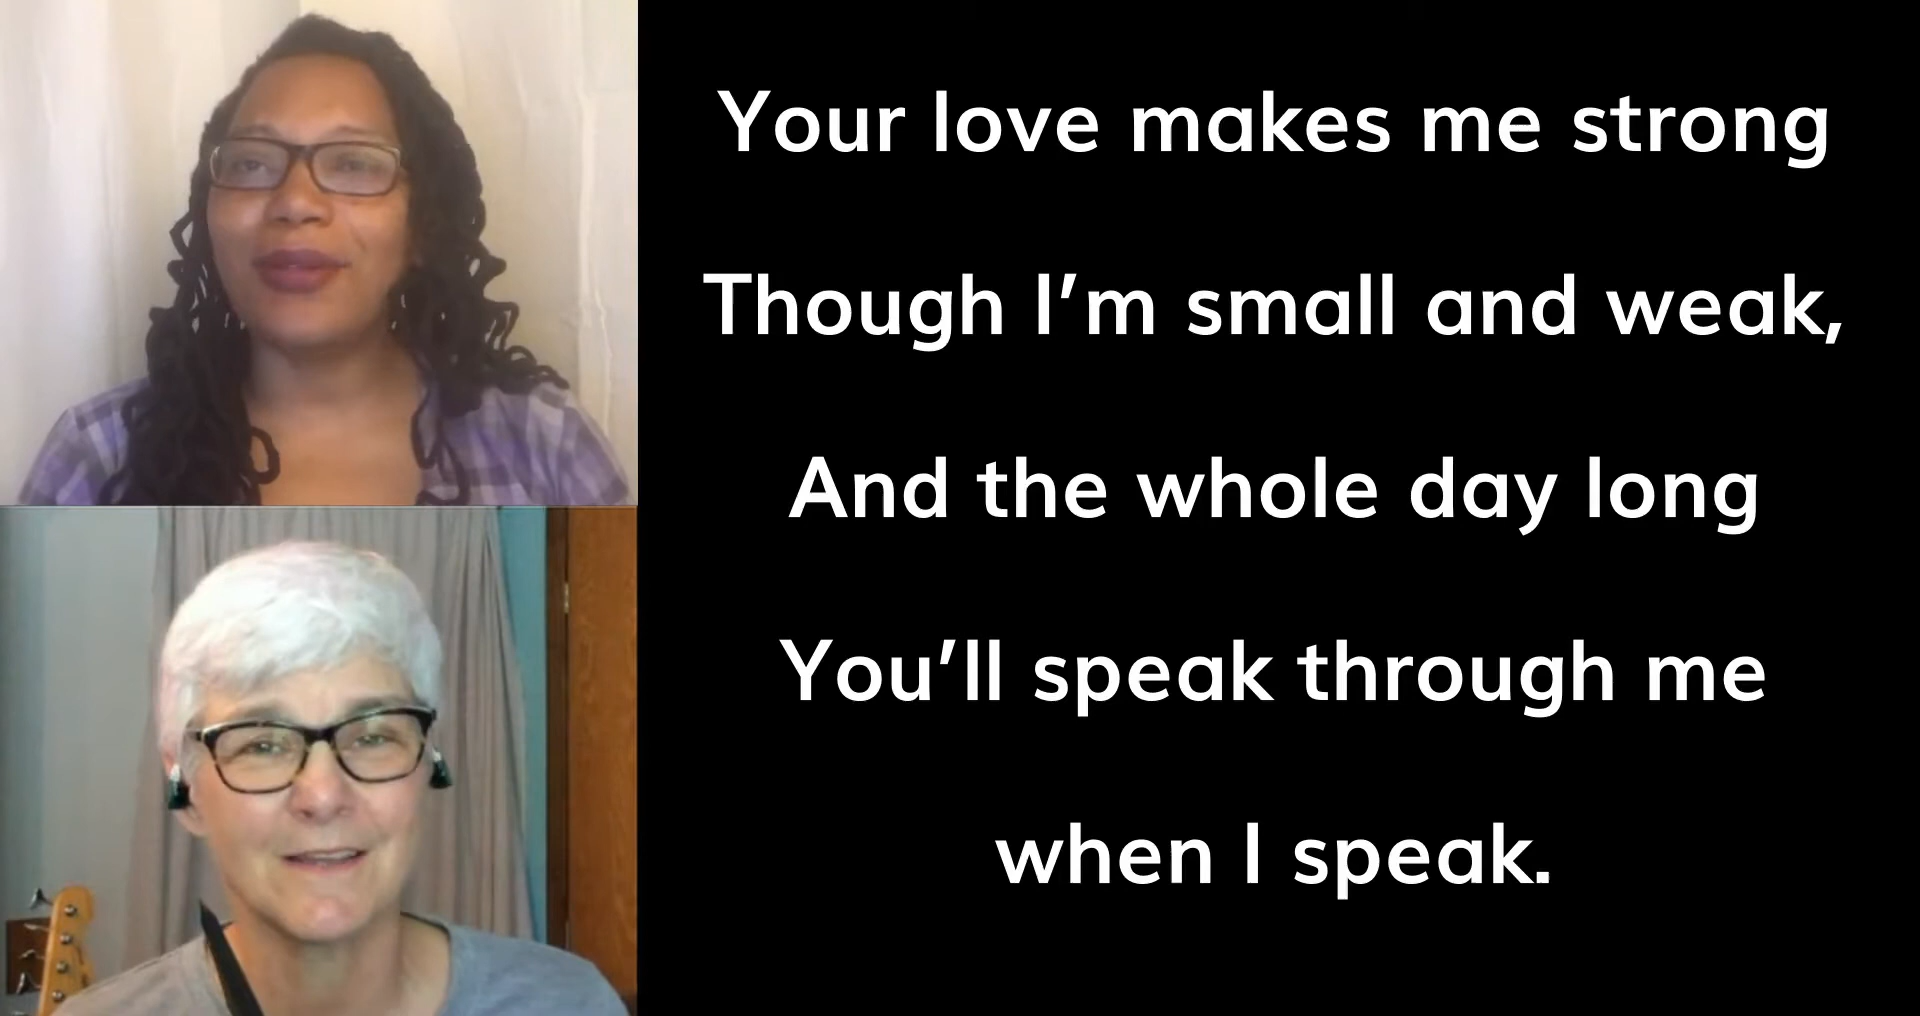 Your love makes me strong
Though I’m small and weak,
And the whole day long
You’ll speak through me
when I speak.